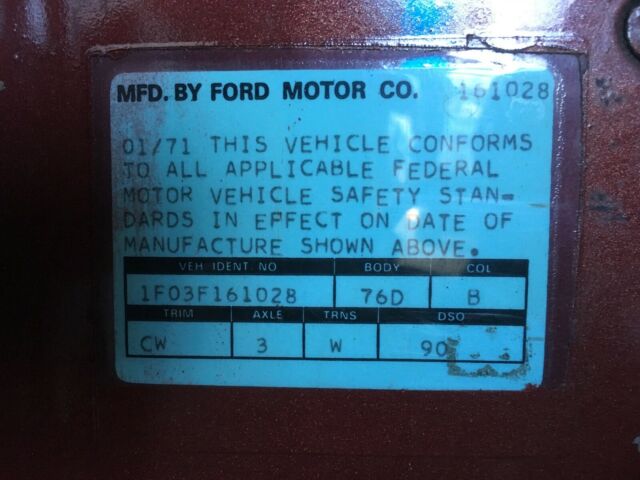 MFD. BY FORD MOTOR CO. 161028
01/71 THIS VEHICLE CONFORMS
TO ALL APPLICABLE FEDERAL
MOTOR VEHICLE SAFETY STAN-
DARDS IN EFFECT ON DATE OF
MANUFACTURE SHOWN ABOVE.
VEH. IDENT. NO BODY COL
1F03F161028 76D B
TRIM AXLE TRNS DSO
CW 3 W 90